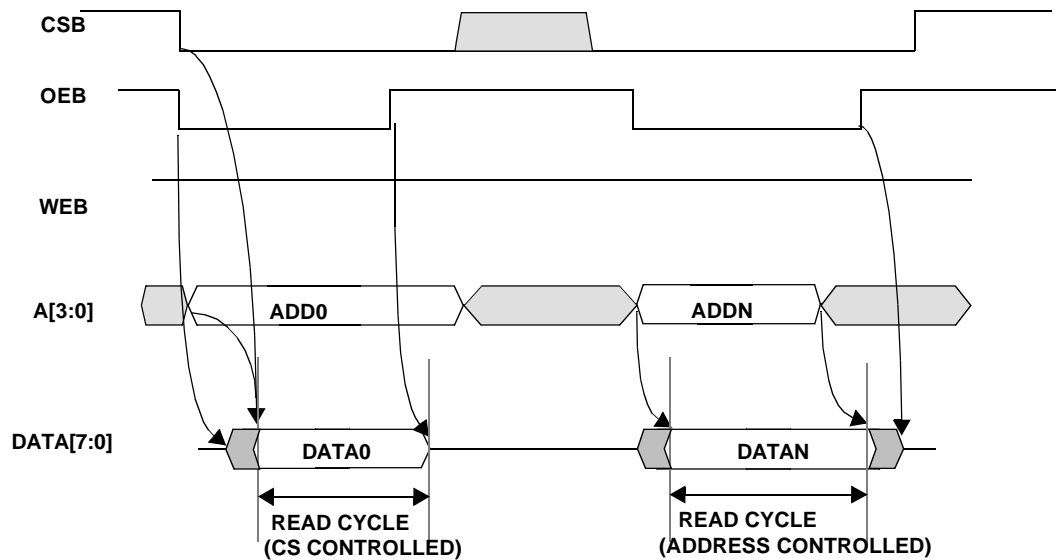 CSB
OEB
WEB
A[3:0]
ADD0
ADDN
DATA[7:0]
DATA0
DATAN
READ CYCLE
(CS CONTROLLED)
READ CYCLE
(ADDRESS CONTROLLED)